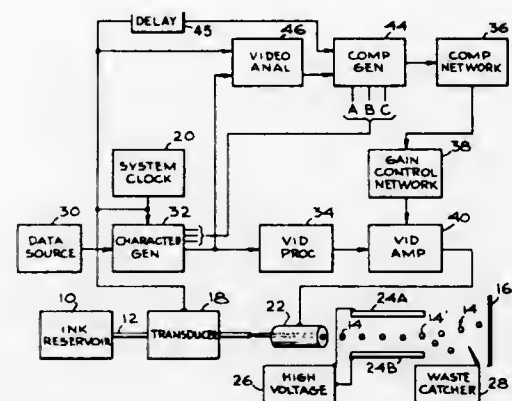 DELAY
45
VIDEO
ANAL
46
COMP
GEN
44
COMP
NETWORK
36
A B C
20
SYSTEM
CLOCK
GAIN
CONTROL
NETWORK
38
30
DATA
SOURCE
32
CHARACTER
GEN
34
VID
PROC
40
VID
AMP
10
INK
RESERVOIR
12
18
TRANSDUCER
22
24A
14
14'
14
16
24B
26
HIGH
VOLTAGE
WASTE
CATCHER
28